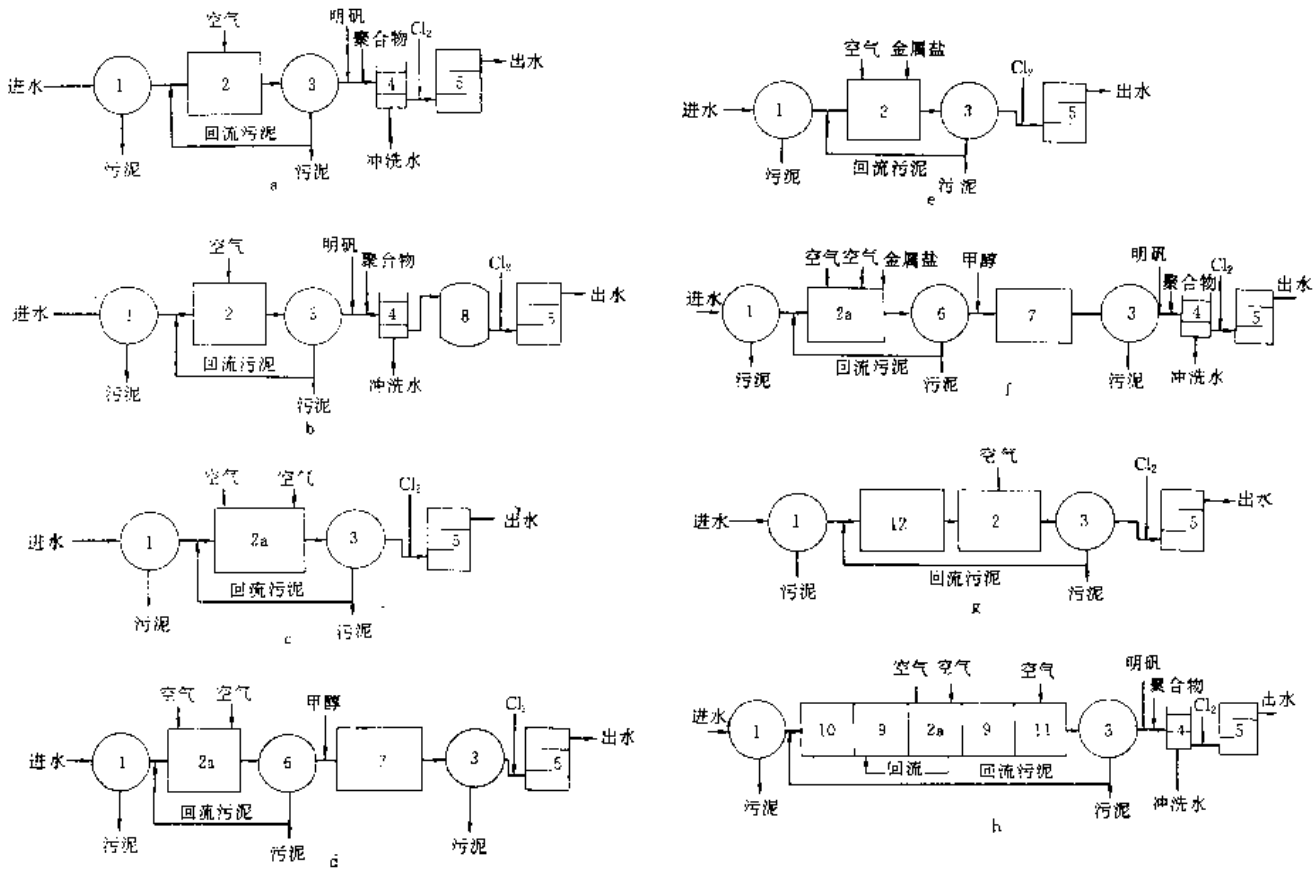 空气
明矾
聚合物
Cl₂
进水
1
2
3
4
5
出水
回流污泥
污泥
污泥
冲洗水
a
空气
明矾
聚合物
Cl₂
进水
1
2
3
4
8
5
出水
回流污泥
污泥
污泥
冲洗水
b
空气
空气
Cl₂
进水
1
2a
3
5
出水
回流污泥
污泥
污泥
c
空气
空气
甲醇
Cl₂
进水
1
2a
6
7
3
5
出水
回流污泥
污泥
污泥
污泥
d
空气
金属盐
Cl₂
进水
1
2
3
5
出水
回流污泥
污泥
污泥
e
空气
空气
金属盐
甲醇
明矾
聚合物
Cl₂
进水
1
2a
6
7
3
4
5
出水
回流污泥
污泥
污泥
污泥
冲洗水
f
空气
Cl₂
进水
1
12
2
3
5
出水
回流污泥
污泥
污泥
g
空气
空气
空气
明矾
聚合物
Cl₂
进水
1
10
9
2a
9
11
3
4
5
出水
回流
回流污泥
污泥
污泥
冲洗水
h